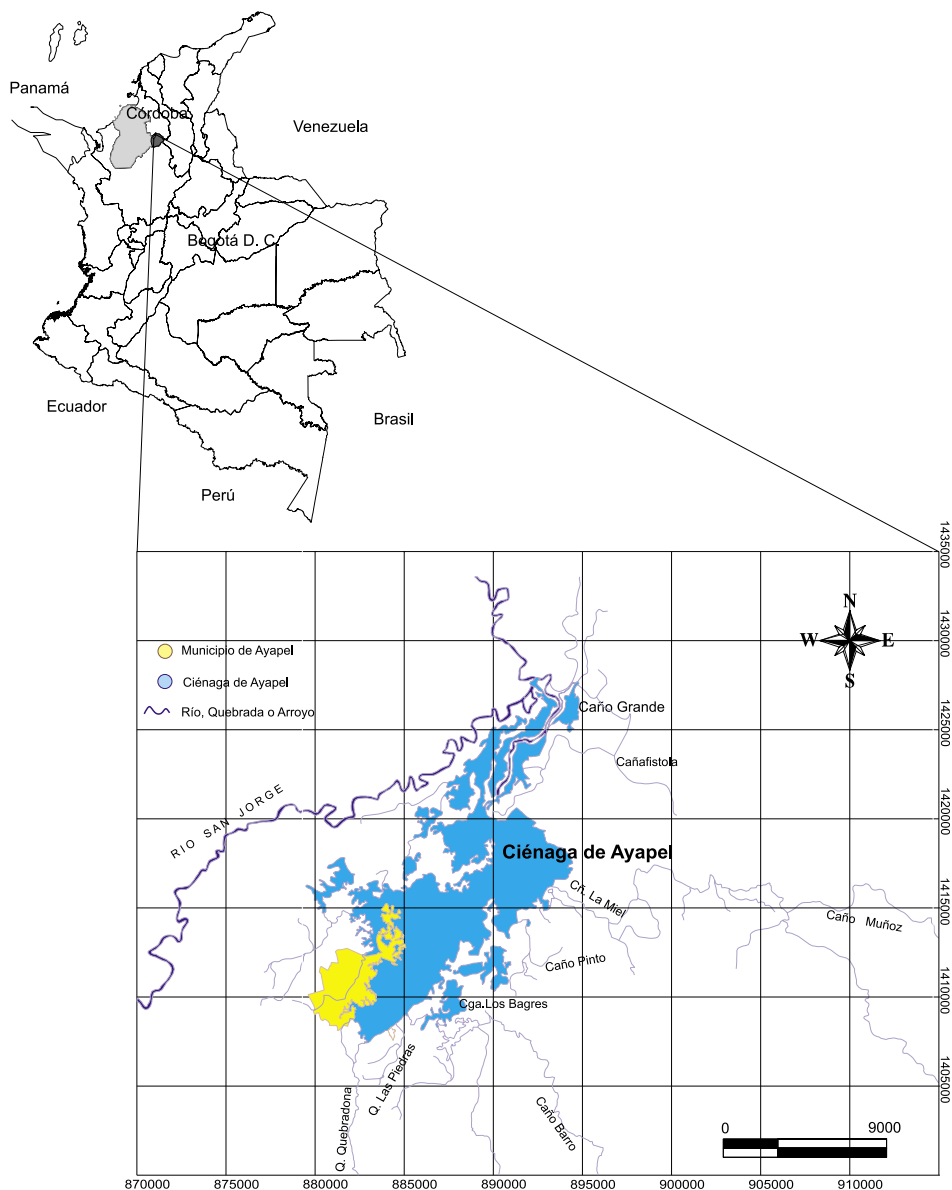 Panamá
Córdoba
Venezuela
Bogotá D. C.
Ecuador
Brasil
Perú
1435000
N
W E
S
1430000
Municipio de Ayapel
Ciénaga de Ayapel
Río, Quebrada o Arroyo
Caño Grande
1425000
Cañafistola
RIO SAN JORGE
1420000
Ciénaga de Ayapel
Cñ. La Miel
1415000
Caño Muñoz
Caño Pinto
1410000
Cga.Los Bagres
Q. Las Piedras
1405000
Q. Quebradona
Caño Barro
0 9000
870000 875000 880000 885000 890000 895000 900000 905000 910000